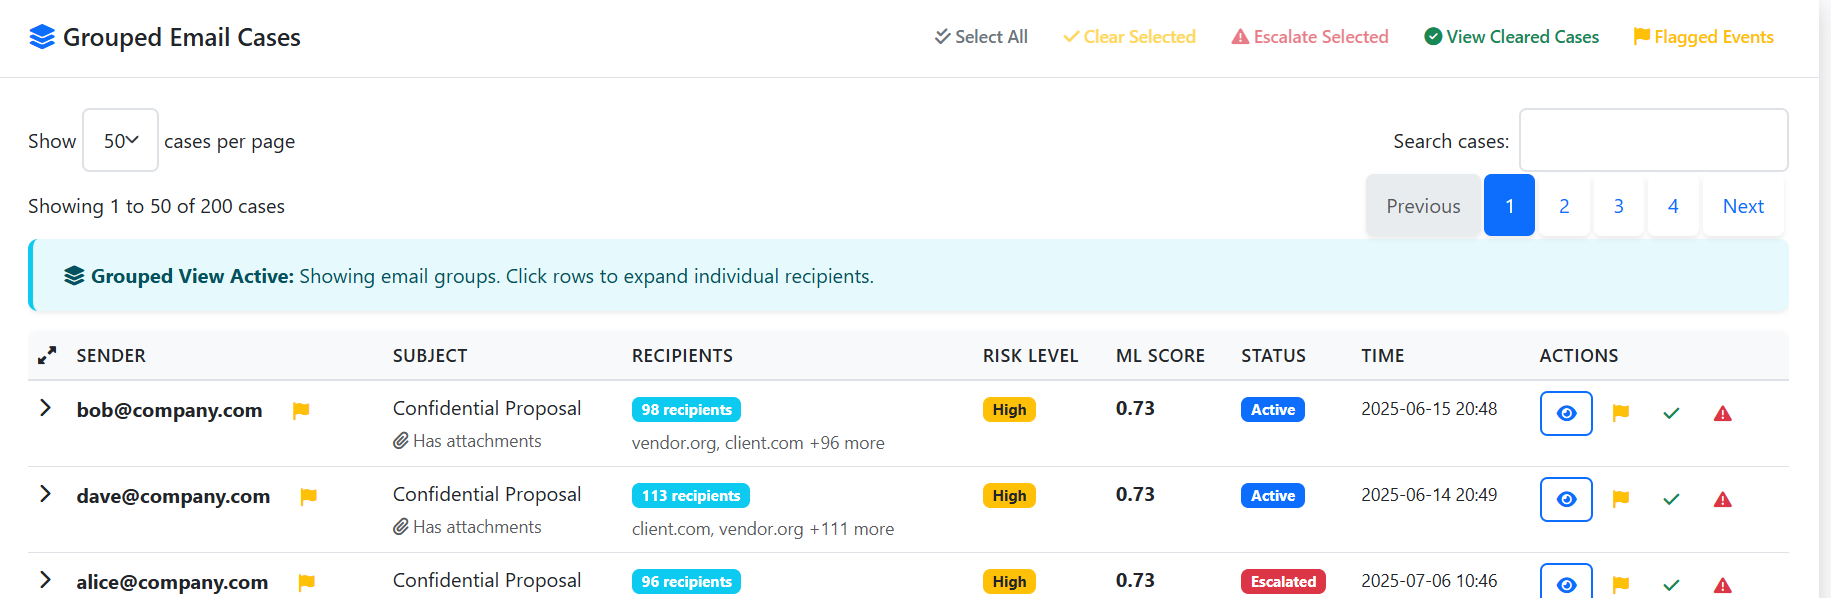 Grouped Email Cases
Select All Clear Selected Escalate Selected View Cleared Cases Flagged Events
Show 50 cases per page
Search cases:
Showing 1 to 50 of 200 cases
Previous 1 2 3 4 Next
Grouped View Active: Showing email groups. Click rows to expand individual recipients.
SENDER SUBJECT RECIPIENTS RISK LEVEL ML SCORE STATUS TIME ACTIONS
bob@company.com Confidential Proposal 98 recipients High 0.73 Active 2025-06-15 20:48
Has attachments vendor.org, client.com +96 more
dave@company.com Confidential Proposal 113 recipients High 0.73 Active 2025-06-14 20:49
Has attachments client.com, vendor.org +111 more
alice@company.com Confidential Proposal 96 recipients High 0.73 Escalated 2025-07-06 10:46